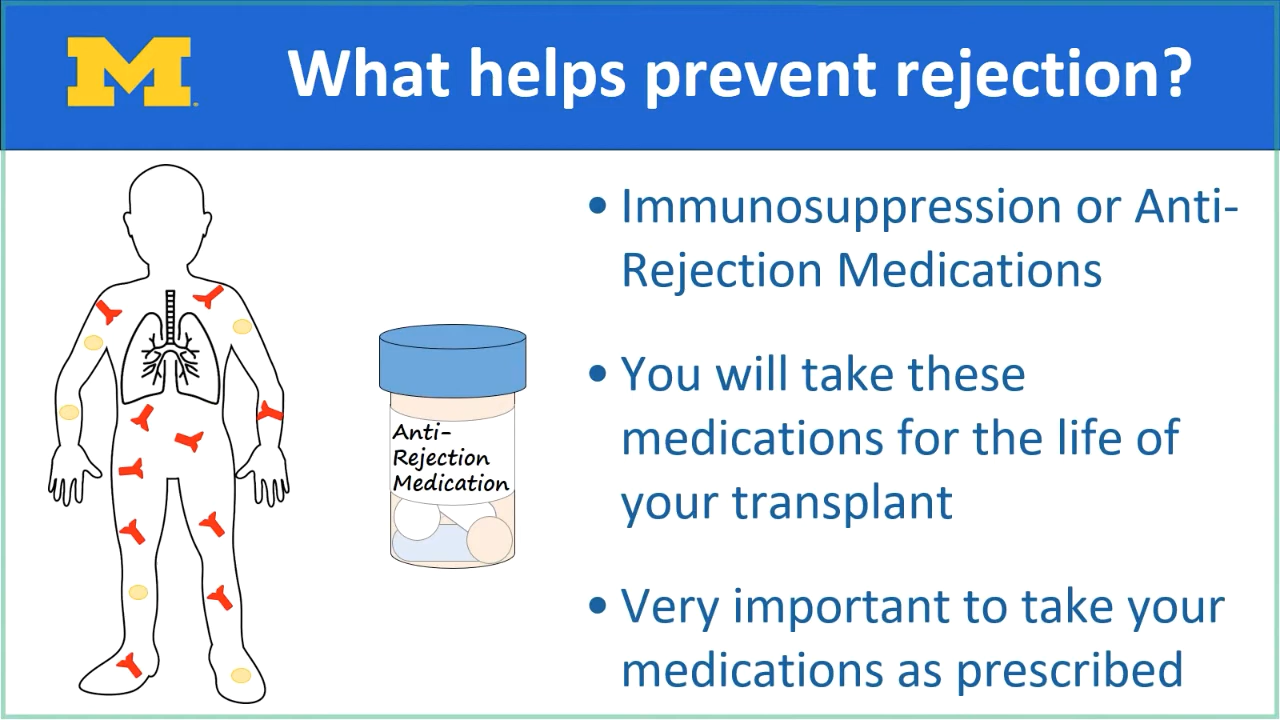 M
What helps prevent rejection?
• Immunosuppression or Anti-
Rejection Medications
• You will take these
medications for the life of
your transplant
• Very important to take your
medications as prescribed
Anti-
Rejection
Medication